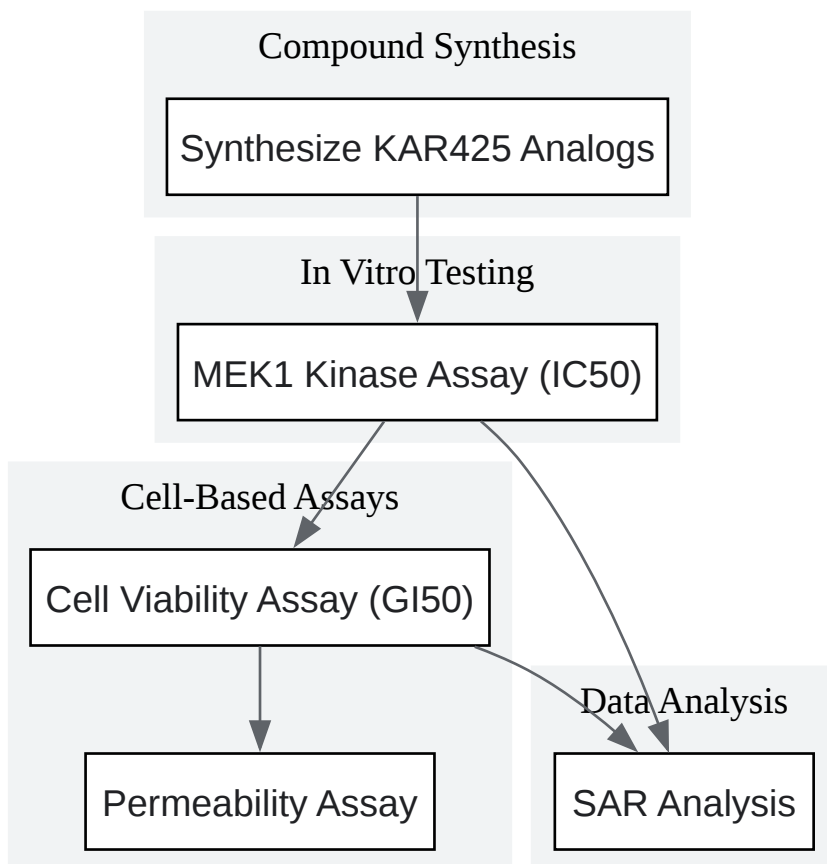 Compound Synthesis
Synthesize KAR425 Analogs
In Vitro Testing
MEK1 Kinase Assay (IC50)
Cell-Based Assays
Cell Viability Assay (GI50)
Data Analysis
Permeability Assay
SAR Analysis